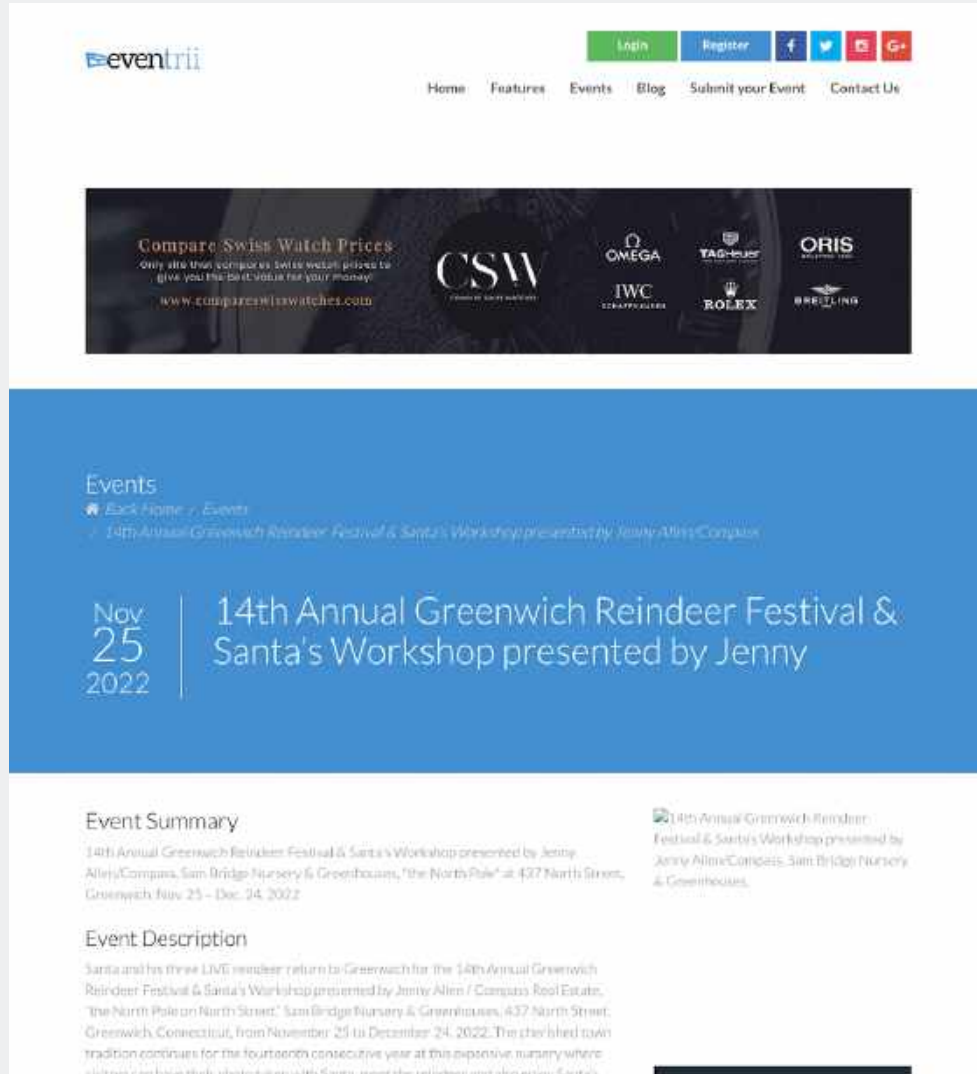 eventrii
Login Register f G+
Home Features Events Blog Submit your Event Contact Us
Compare Swiss Watch Prices
Only site that compares Swiss watch prices to
give you the best value for your money!
www.compareswisswatches.com
CSW
COMPARE SWISS WATCHES
OMEGA
TAGHeuer
ORIS
IWC
SCHAFFHAUSEN
ROLEX
BREITLING
Events
Back Home / Events
/ 14th Annual Greenwich Reindeer Festival & Santa's Workshop presented by Jenny Allen/Compass
Nov
25
2022
14th Annual Greenwich Reindeer Festival &
Santa's Workshop presented by Jenny
Event Summary
14th Annual Greenwich Reindeer Festival & Santa's Workshop presented by Jenny
Allen/Compass, Sam Bridge Nursery & Greenhouses, "the North Pole" at 437 North Street,
Greenwich. Nov. 25 – Dec. 24, 2022
14th Annual Greenwich Reindeer
Festival & Santa's Workshop presented by
Jenny Allen/Compass, Sam Bridge Nursery
& Greenhouses,
Event Description
Santa and his three LIVE reindeer return to Greenwich for the 14th Annual Greenwich
Reindeer Festival & Santa's Workshop presented by Jenny Allen / Compass Real Estate,
"the North Pole on North Street," Sam Bridge Nursery & Greenhouses, 437 North Street,
Greenwich, Connecticut, from November 25 to December 24, 2022. The cherished town
tradition continues for the fourteenth consecutive year at this expansive nursery where